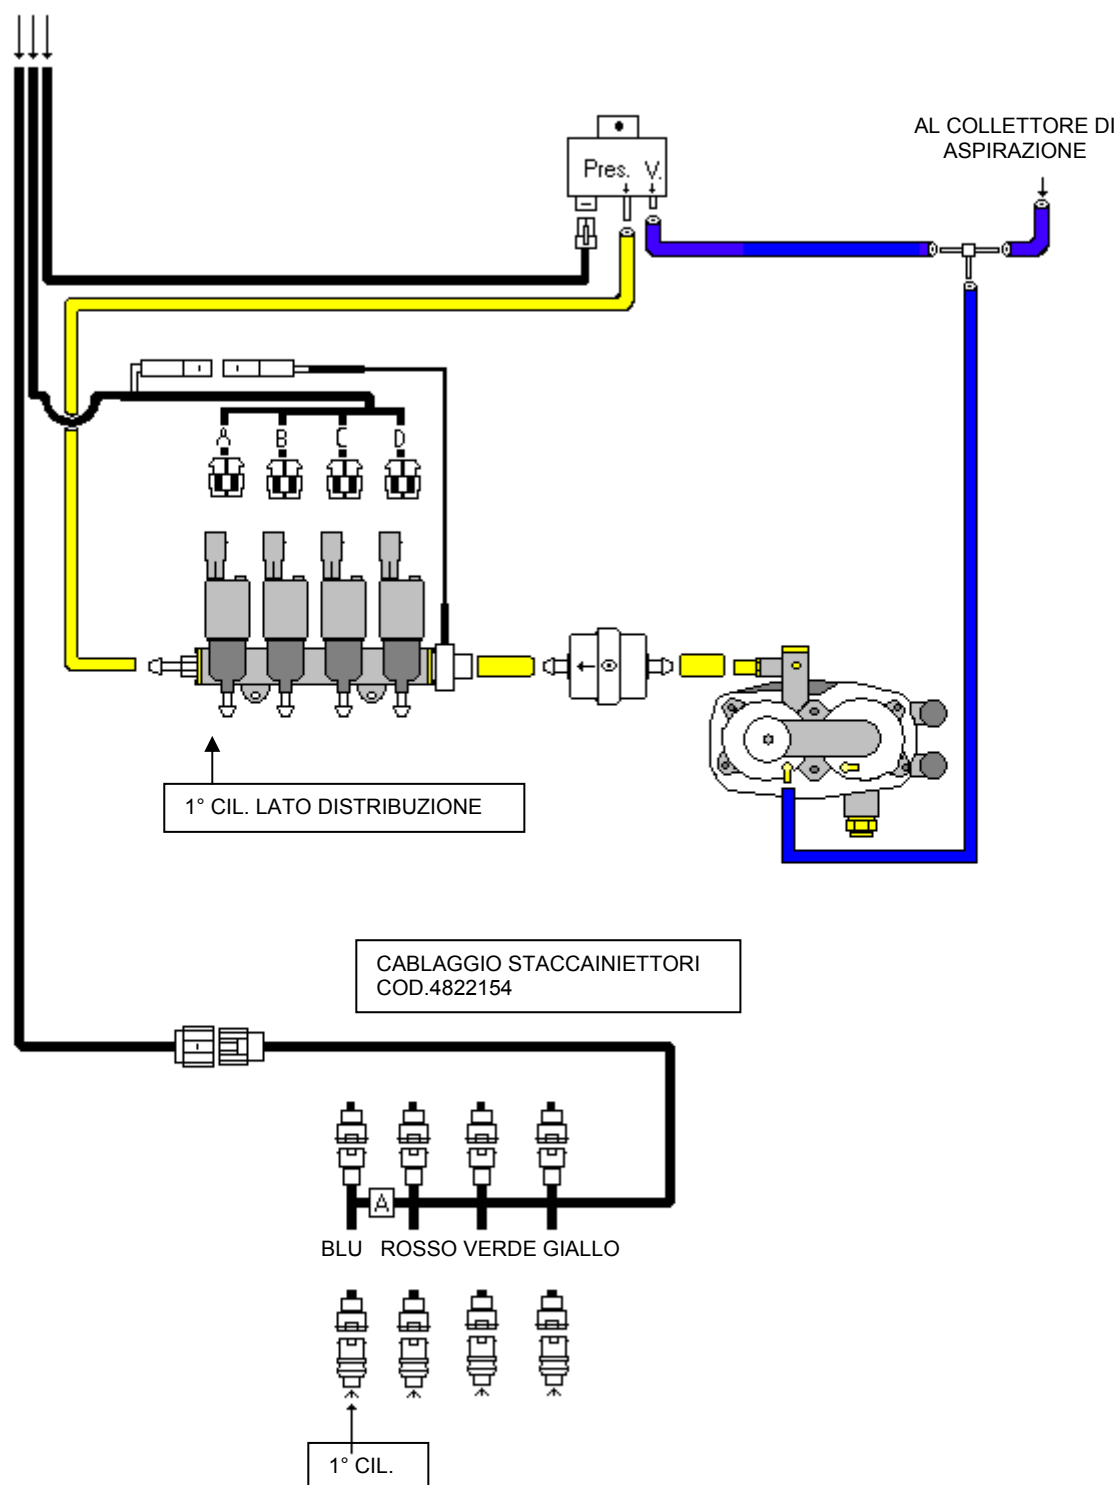 AL COLLETTORE DI
ASPIRAZIONE
Pres. V.
A B C D
1° CIL. LATO DISTRIBUZIONE
CABLAGGIO STACCAINIETTORI
COD.4822154
A
BLU ROSSO VERDE GIALLO
1° CIL.